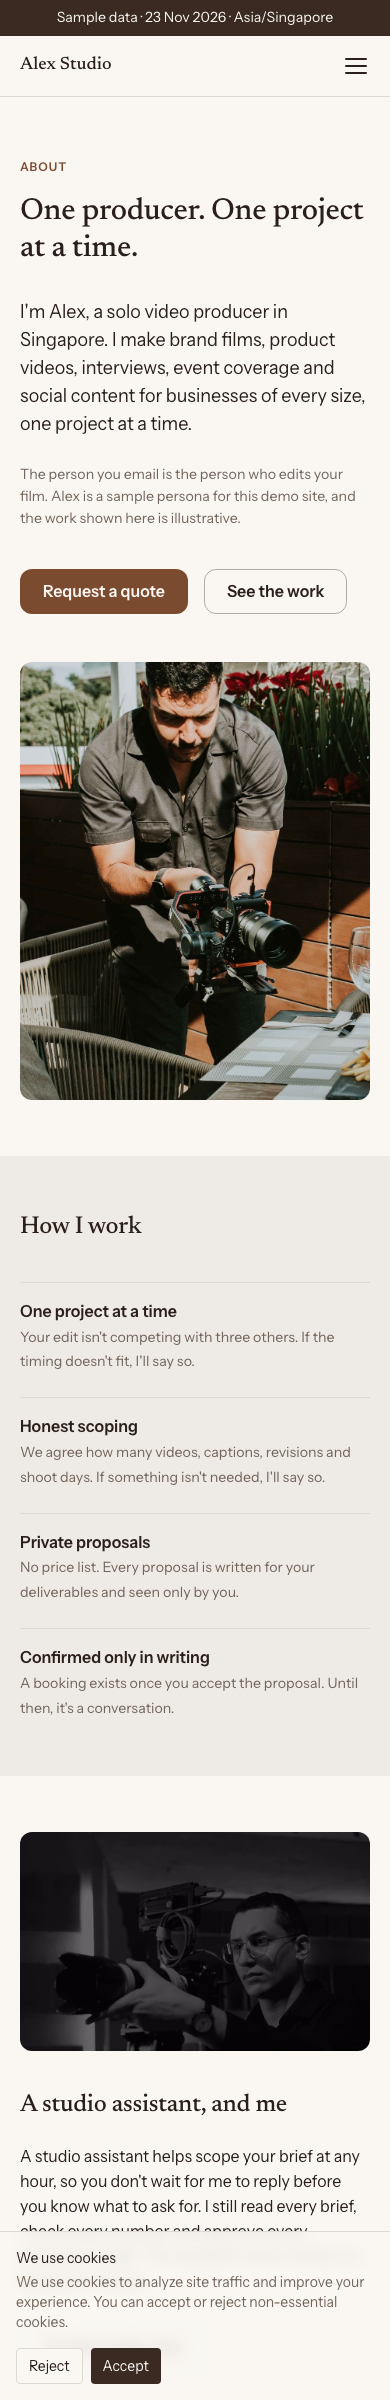 Sample data · 23 Nov 2026 · Asia/Singapore
Alex Studio
ABOUT
One producer. One project
at a time.
I'm Alex, a solo video producer in
Singapore. I make brand films, product
videos, interviews, event coverage and
social content for businesses of every size,
one project at a time.
The person you email is the person who edits your
film. Alex is a sample persona for this demo site, and
the work shown here is illustrative.
Request a quote
See the work
How I work
One project at a time
Your edit isn't competing with three others. If the
timing doesn't fit, I'll say so.
Honest scoping
We agree how many videos, captions, revisions and
shoot days. If something isn't needed, I'll say so.
Private proposals
No price list. Every proposal is written for your
deliverables and seen only by you.
Confirmed only in writing
A booking exists once you accept the proposal. Until
then, it's a conversation.
A studio assistant, and me
A studio assistant helps scope your brief at any
hour, so you don't wait for me to reply before
you know what to ask for. I still read every brief,
check every number and approve every
We use cookies
We use cookies to analyze site traffic and improve your
experience. You can accept or reject non-essential
cookies.
Reject
Accept